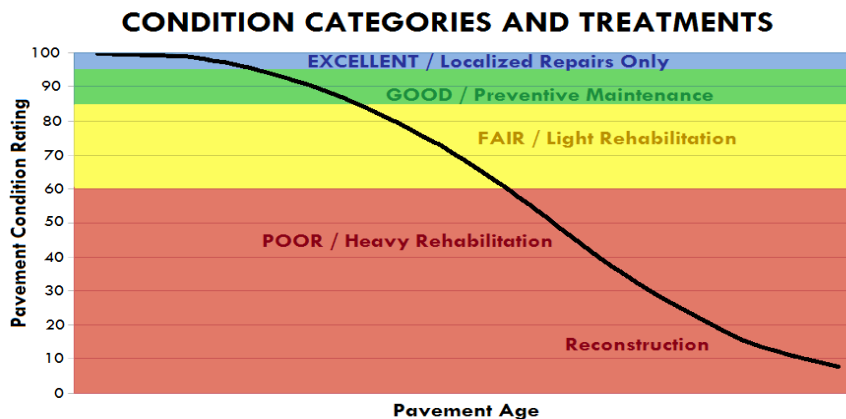 CONDITION CATEGORIES AND TREATMENTS
Pavement Condition Rating
100
90
80
70
60
50
40
30
20
10
0
EXCELLENT / Localized Repairs Only
GOOD / Preventive Maintenance
FAIR / Light Rehabilitation
POOR / Heavy Rehabilitation
Reconstruction
Pavement Age